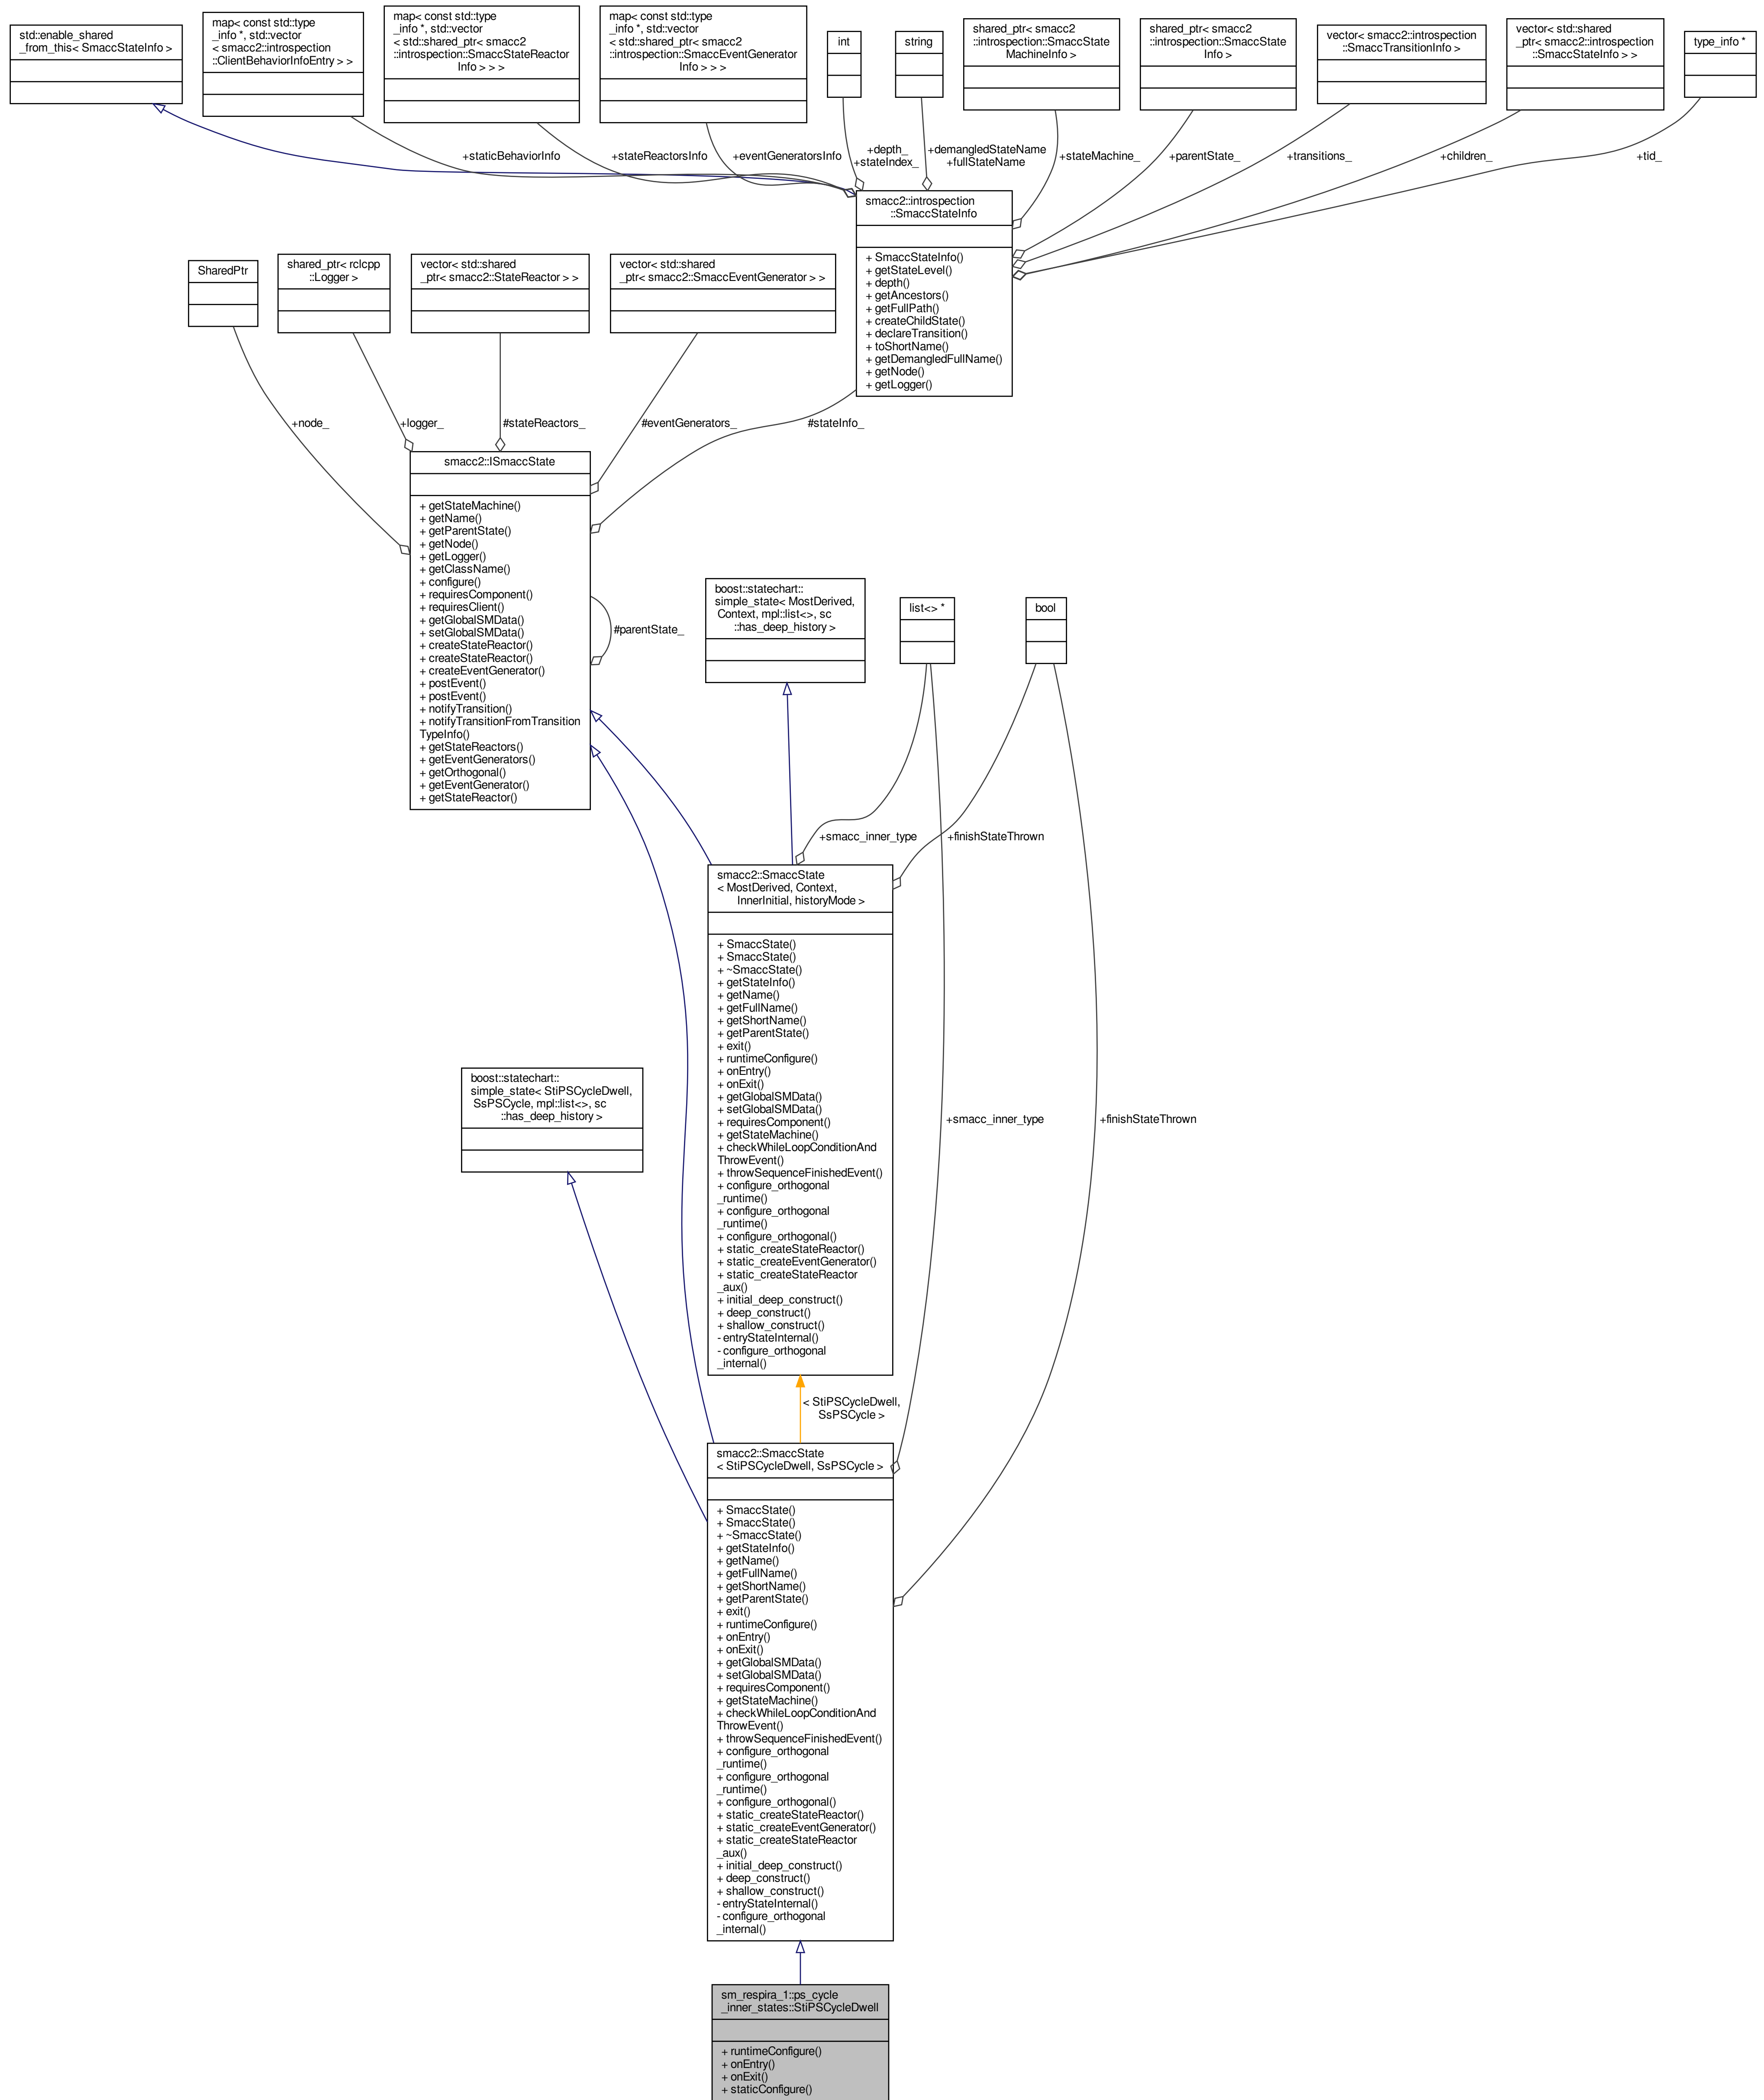 std::enable_shared
_from_this< SmaccStateInfo >
map< const std::type
_info *, std::vector
< smacc2::introspection
::ClientBehaviorInfoEntry > >
map< const std::type
_info *, std::vector
< std::shared_ptr< smacc2
::introspection::SmaccStateReactor
Info > > >
map< const std::type
_info *, std::vector
< std::shared_ptr< smacc2
::introspection::SmaccEventGenerator
Info > > >
int
string
shared_ptr< smacc2
::introspection::SmaccState
MachineInfo >
shared_ptr< smacc2
::introspection::SmaccState
Info >
vector< smacc2::introspection
::SmaccTransitionInfo >
vector< std::shared
_ptr< smacc2::introspection
::SmaccStateInfo > >
type_info *
+staticBehaviorInfo
+stateReactorsInfo
+eventGeneratorsInfo
+depth_
+stateIndex_
+demangledStateName
+fullStateName
+stateMachine_
+parentState_
+transitions_
+children_
+tid_
smacc2::introspection
::SmaccStateInfo
+ SmaccStateInfo()
+ getStateLevel()
+ depth()
+ getAncestors()
+ getFullPath()
+ createChildState()
+ declareTransition()
+ toShortName()
+ getDemangledFullName()
+ getNode()
+ getLogger()
SharedPtr
shared_ptr< rclcpp
::Logger >
vector< std::shared
_ptr< smacc2::StateReactor > >
vector< std::shared
_ptr< smacc2::SmaccEventGenerator > >
+node_
+logger_
#stateReactors_
#eventGenerators_
#stateInfo_
smacc2::ISmaccState
+ getStateMachine()
+ getName()
+ getParentState()
+ getNode()
+ getLogger()
+ getClassName()
+ configure()
+ requiresComponent()
+ requiresClient()
+ getGlobalSMData()
+ setGlobalSMData()
+ createStateReactor()
+ createStateReactor()
+ createEventGenerator()
+ postEvent()
+ postEvent()
+ notifyTransition()
+ notifyTransitionFromTransition
TypeInfo()
+ getStateReactors()
+ getEventGenerators()
+ getOrthogonal()
+ getEventGenerator()
+ getStateReactor()
#parentState_
boost::statechart::
simple_state< MostDerived,
Context, mpl::list<>, sc
::has_deep_history >
list<> *
bool
+smacc_inner_type
+finishStateThrown
smacc2::SmaccState
< MostDerived, Context,
InnerInitial, historyMode >
+ SmaccState()
+ SmaccState()
+ ~SmaccState()
+ getStateInfo()
+ getName()
+ getFullName()
+ getShortName()
+ getParentState()
+ exit()
+ runtimeConfigure()
+ onEntry()
+ onExit()
+ getGlobalSMData()
+ setGlobalSMData()
+ requiresComponent()
+ getStateMachine()
+ checkWhileLoopConditionAnd
ThrowEvent()
+ throwSequenceFinishedEvent()
+ configure_orthogonal
_runtime()
+ configure_orthogonal
_runtime()
+ configure_orthogonal()
+ static_createStateReactor()
+ static_createEventGenerator()
+ static_createStateReactor
_aux()
+ initial_deep_construct()
+ deep_construct()
+ shallow_construct()
- entryStateInternal()
- configure_orthogonal
_internal()
boost::statechart::
simple_state< StiPSCycleDwell,
SsPSCycle, mpl::list<>, sc
::has_deep_history >
+smacc_inner_type
+finishStateThrown
< StiPSCycleDwell,
SsPSCycle >
smacc2::SmaccState
< StiPSCycleDwell, SsPSCycle >
+ SmaccState()
+ SmaccState()
+ ~SmaccState()
+ getStateInfo()
+ getName()
+ getFullName()
+ getShortName()
+ getParentState()
+ exit()
+ runtimeConfigure()
+ onEntry()
+ onExit()
+ getGlobalSMData()
+ setGlobalSMData()
+ requiresComponent()
+ getStateMachine()
+ checkWhileLoopConditionAnd
ThrowEvent()
+ throwSequenceFinishedEvent()
+ configure_orthogonal
_runtime()
+ configure_orthogonal
_runtime()
+ configure_orthogonal()
+ static_createStateReactor()
+ static_createEventGenerator()
+ static_createStateReactor
_aux()
+ initial_deep_construct()
+ deep_construct()
+ shallow_construct()
- entryStateInternal()
- configure_orthogonal
_internal()
sm_respira_1::ps_cycle
_inner_states::StiPSCycleDwell
+ runtimeConfigure()
+ onEntry()
+ onExit()
+ staticConfigure()